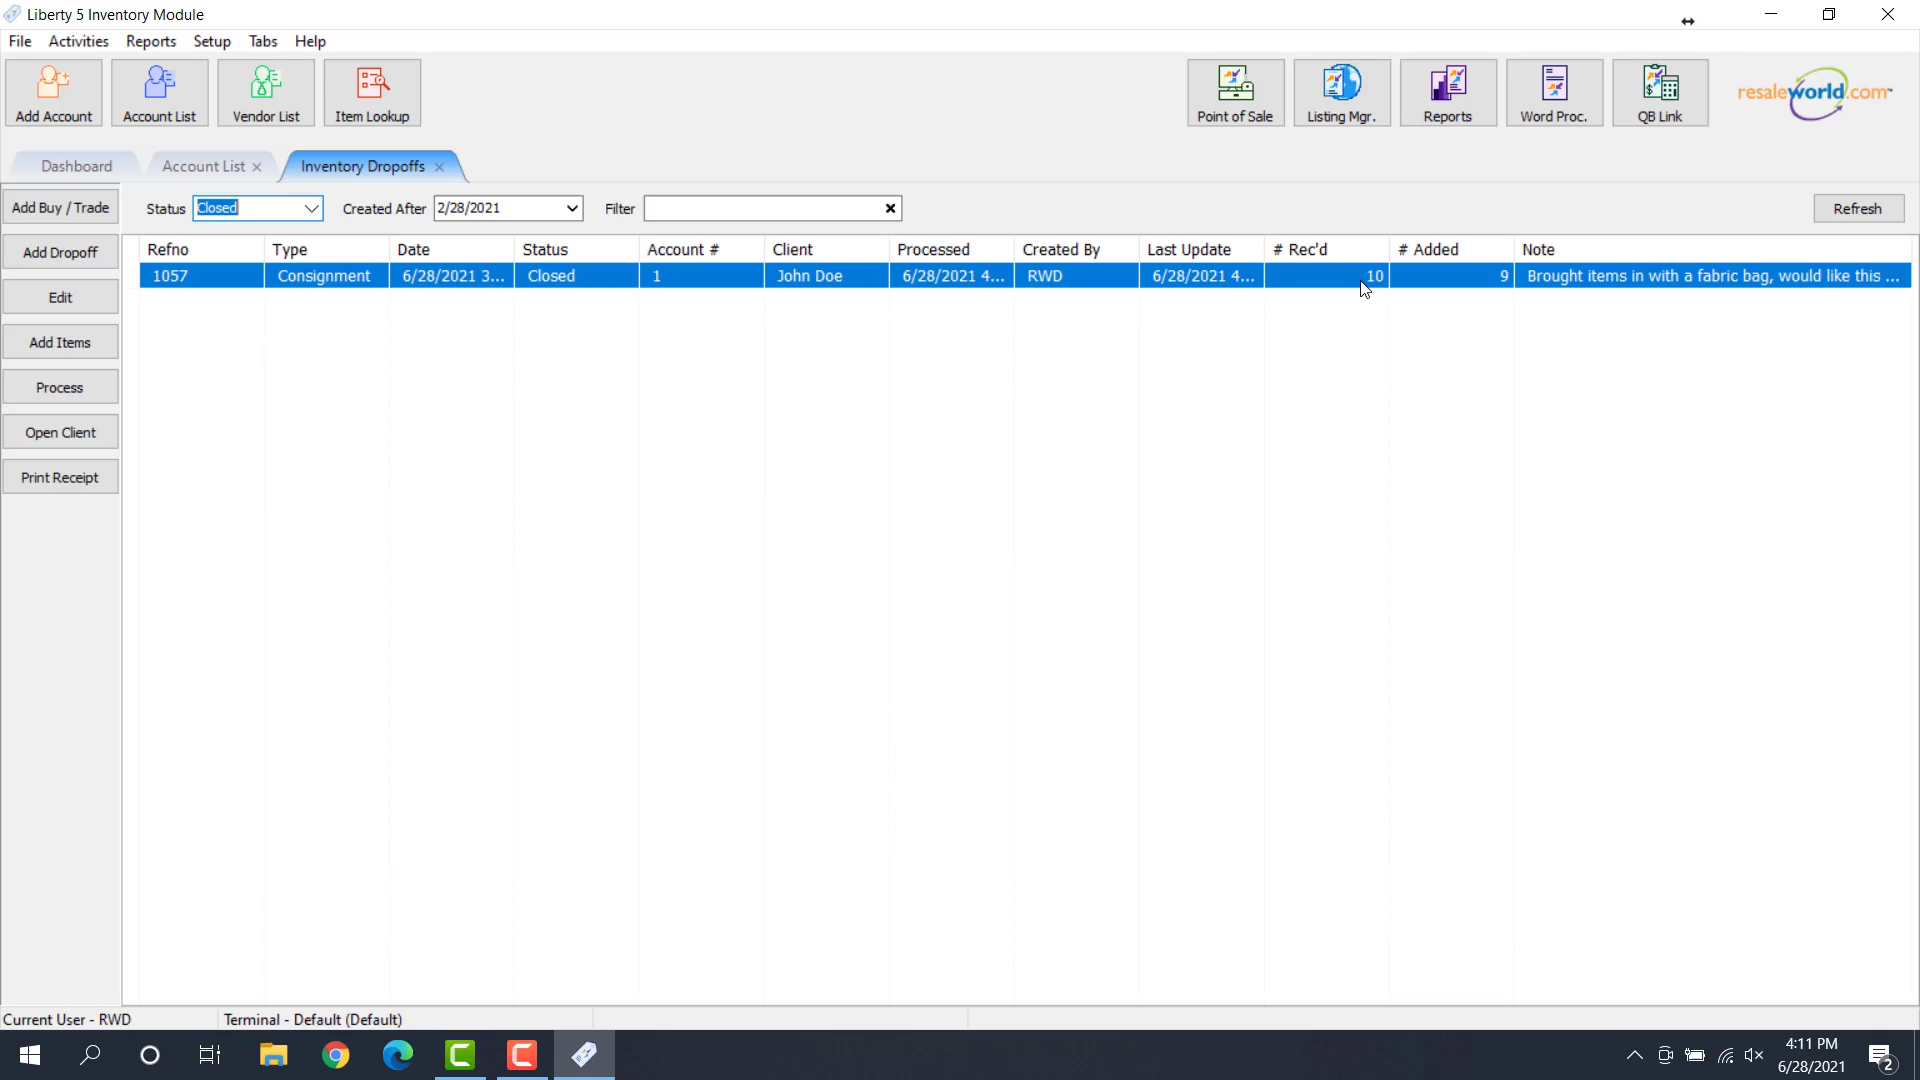 Liberty 5 Inventory Module
File Activities Reports Setup Tabs Help
Add Account Account List Vendor List Item Lookup Point of Sale Listing Mgr. Reports Word Proc. QB Link resaleworld.com™
Dashboard Account List Inventory Dropoffs
Add Buy / Trade Status Closed Created After 2/28/2021 Filter Refresh
Refno Type Date Status Account # Client Processed Created By Last Update # Rec'd # Added Note
Add Dropoff
1057 Consignment 6/28/2021 3... Closed 1 John Doe 6/28/2021 4... RWD 6/28/2021 4... 10 9 Brought items in with a fabric bag, would like this ...
Edit
Add Items
Process
Open Client
Print Receipt
Current User - RWD Terminal - Default (Default)
4:11 PM
6/28/2021
2